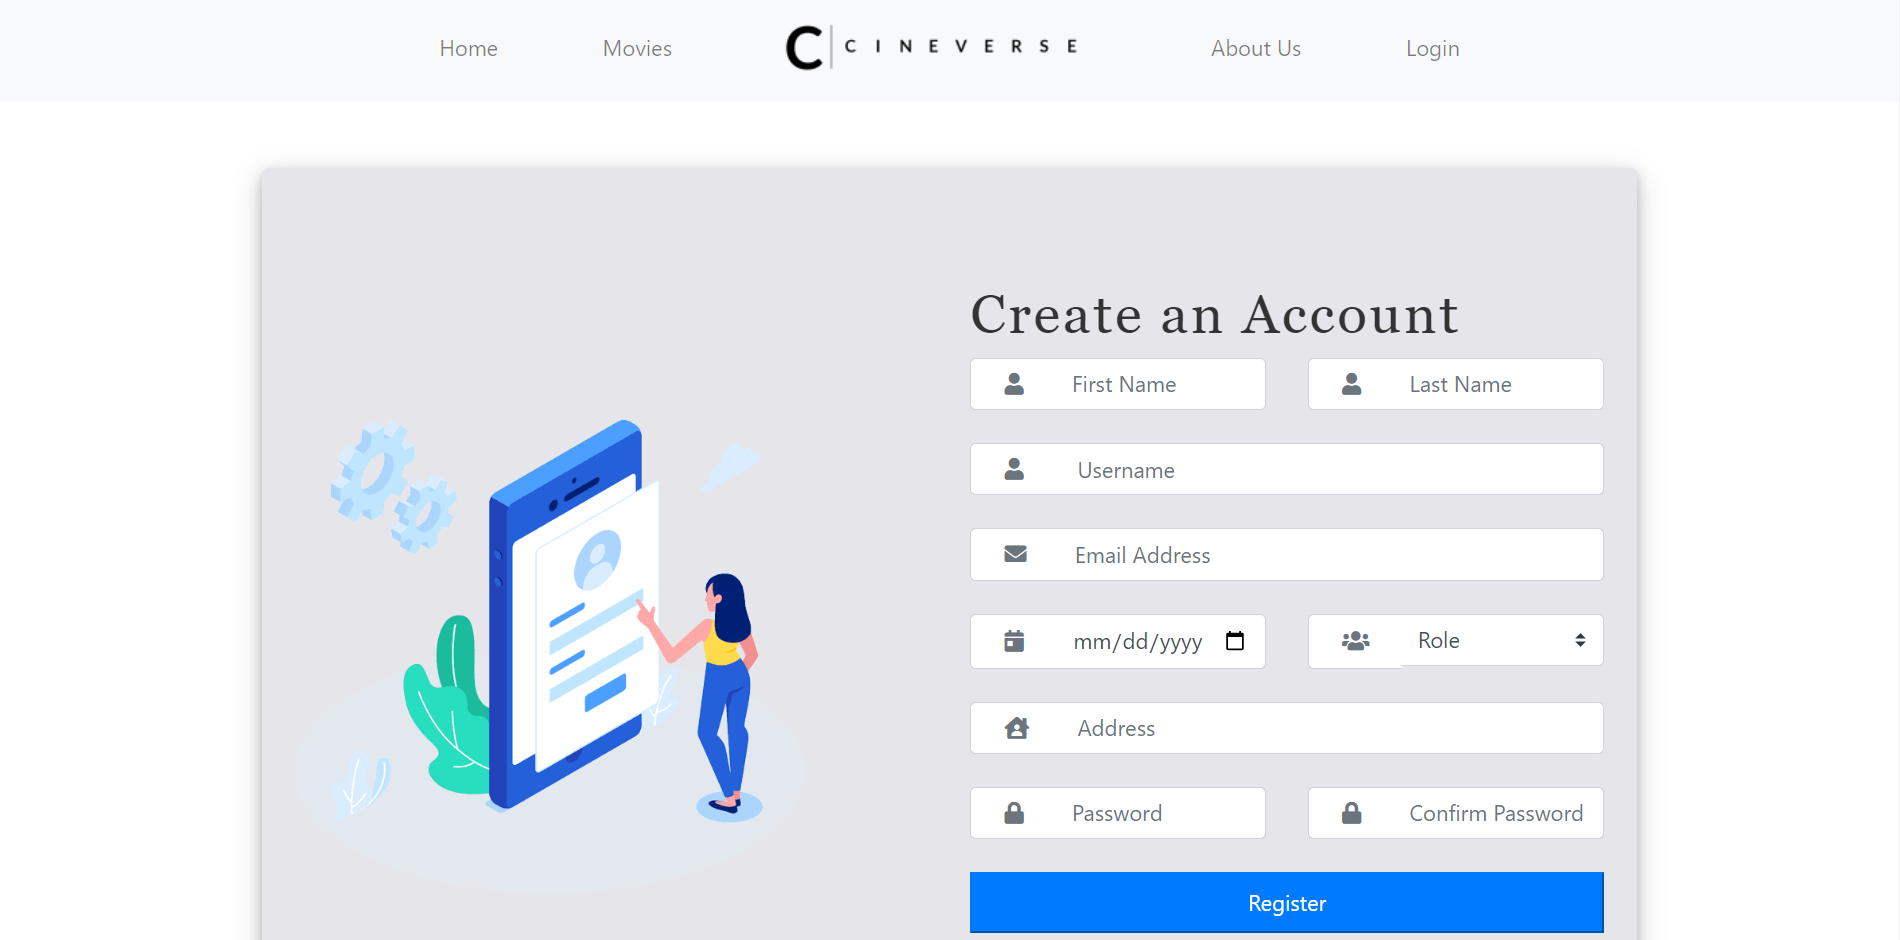 Home Movies C CINEVERSE About Us Login
Create an Account
First Name Last Name
Username
Email Address
mm/dd/yyyy Role
Address
Password Confirm Password
Register